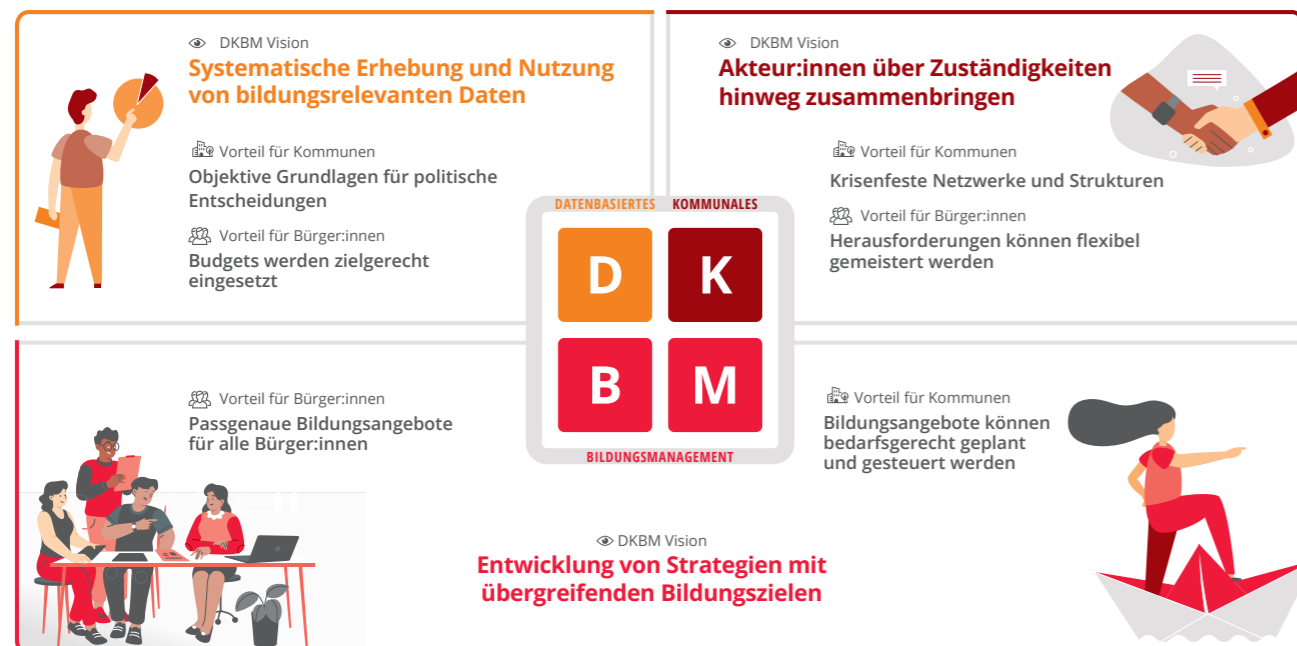 DKBM Vision
Systematische Erhebung und Nutzung
von bildungsrelevanten Daten
Vorteil für Kommunen
Objektive Grundlagen für politische
Entscheidungen
Vorteil für Bürger:innen
Budgets werden zielgerecht
eingesetzt
DKBM Vision
Akteur:innen über Zuständigkeiten
hinweg zusammenbringen
Vorteil für Kommunen
Krisenfeste Netzwerke und Strukturen
Vorteil für Bürger:innen
Herausforderungen können flexibel
gemeistert werden
DATENBASIERTES KOMMUNALES
D K
B M
BILDUNGSMANAGEMENT
Vorteil für Bürger:innen
Passgenaue Bildungsangebote
für alle Bürger:innen
Vorteil für Kommunen
Bildungsangebote können
bedarfsgerecht geplant
und gesteuert werden
DKBM Vision
Entwicklung von Strategien mit
übergreifenden Bildungszielen